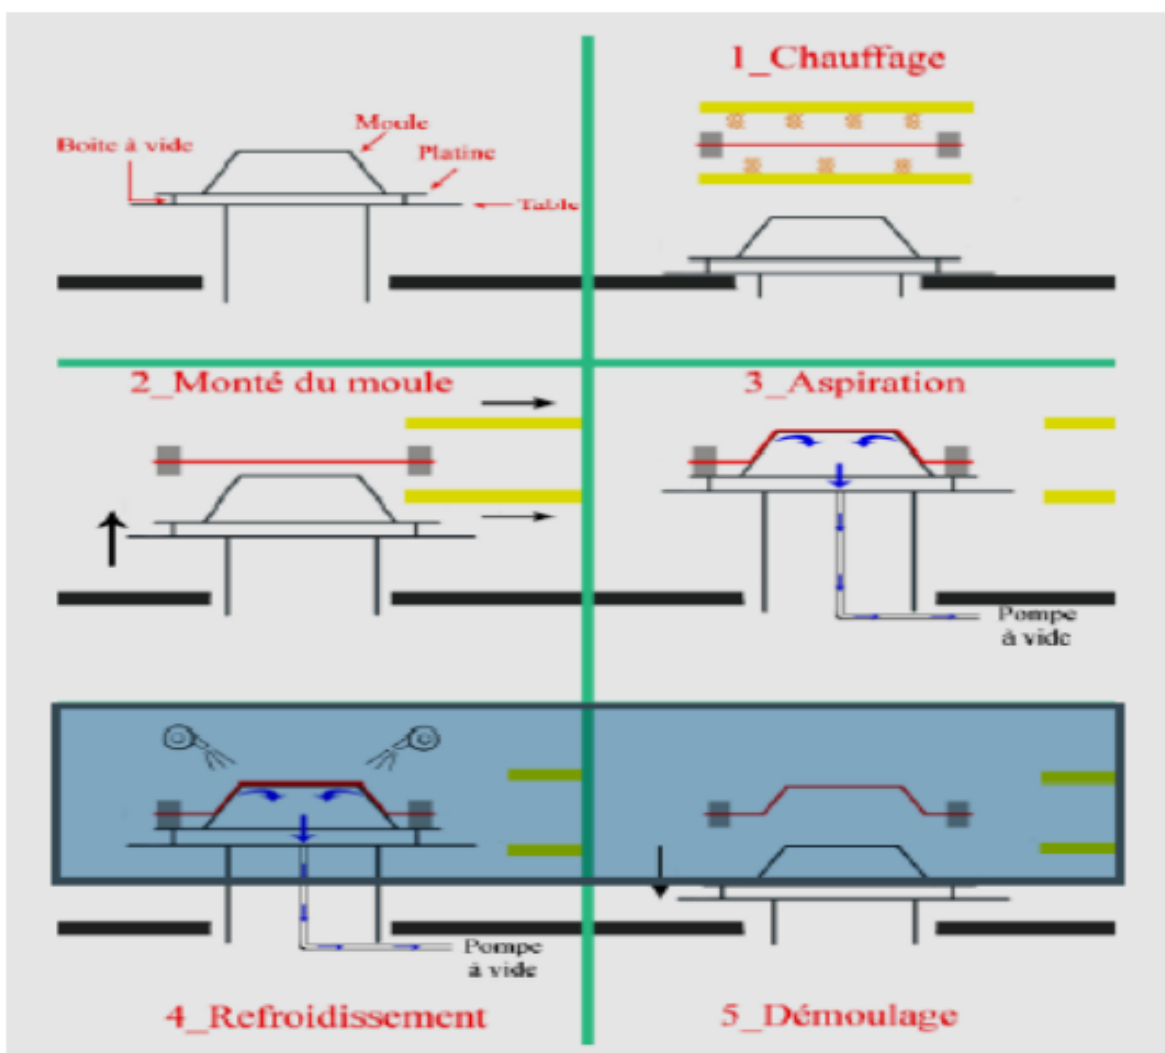 Moule
Boite à vide
Platine
Table
1_Chauffage
2_Monté du moule
3_Aspiration
Pompe
à vide
Pompe
à vide
4_Refroidissement
5_Démoulage